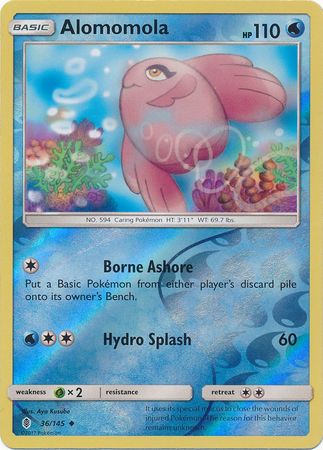 BASIC
Alomomola
HP 110
NO. 594 Caring Pokémon HT: 3'11" WT: 69.7 lbs.
Borne Ashore
Put a Basic Pokémon from either player's discard pile
onto its owner's Bench.
Hydro Splash 60
weakness × 2 resistance retreat
Illus. Aya Kusube
36/145
©2017 Pokémon
It uses its special mucus to close the wounds of
injured Pokémon. The reason for this behavior
remains unknown.